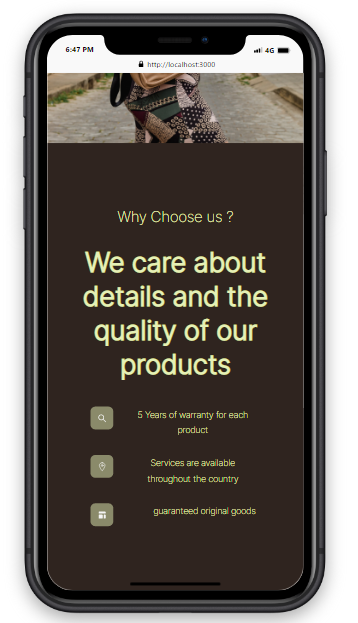 6:47 PM
4G
http://localhost:3000
Why Choose us ?
We care about
details and the
quality of our
products
5 Years of warranty for each
product
Services are available
throughout the country
guaranteed original goods